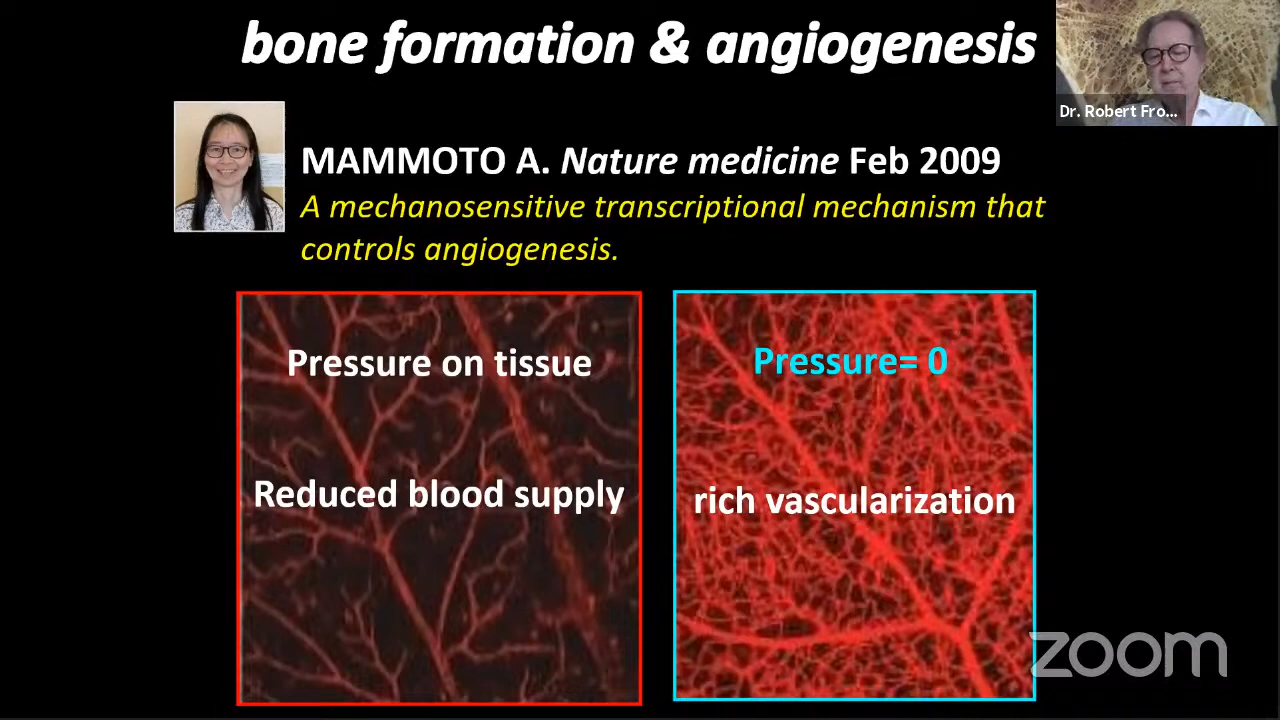 bone formation & angiogenesis
Dr. Robert Fro...
MAMMOTO A. Nature medicine Feb 2009
A mechanosensitive transcriptional mechanism that
controls angiogenesis.
Pressure on tissue
Reduced blood supply
Pressure= 0
rich vascularization
zoom